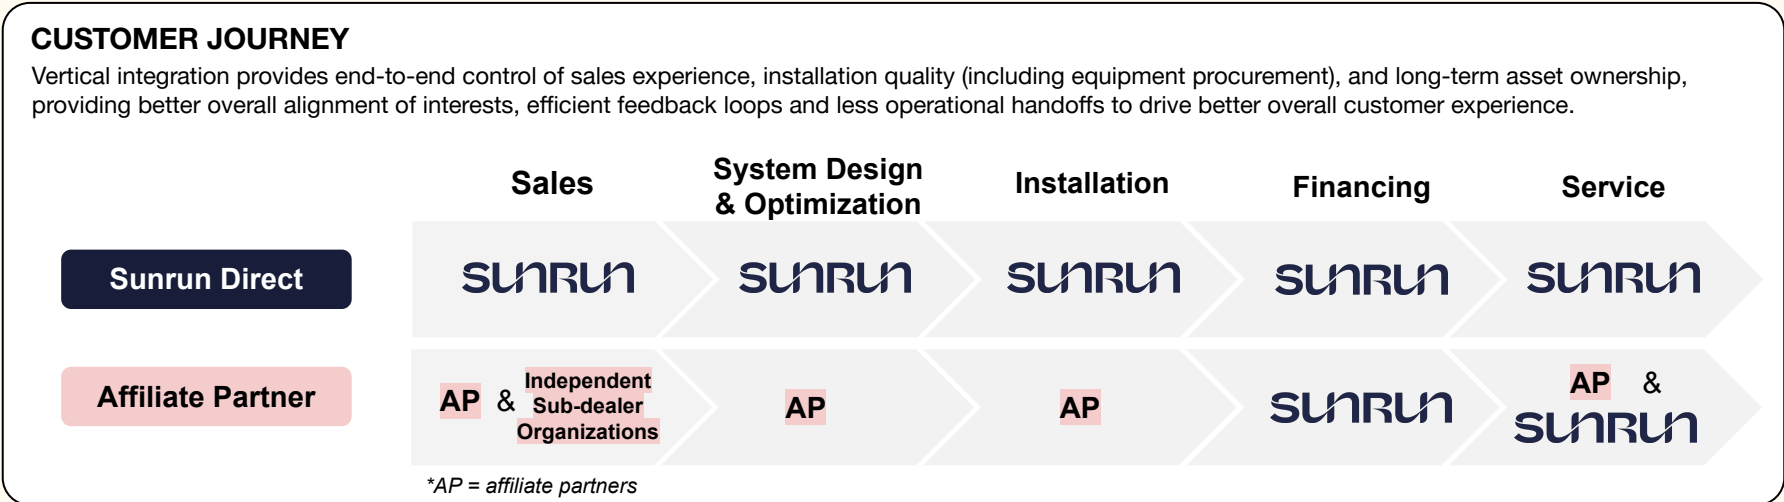 CUSTOMER JOURNEY
Vertical integration provides end-to-end control of sales experience, installation quality (including equipment procurement), and long-term asset ownership,
providing better overall alignment of interests, efficient feedback loops and less operational handoffs to drive better overall customer experience.
Sales
System Design
& Optimization
Installation
Financing
Service
Sunrun Direct
SUNRUN
SUNRUN
SUNRUN
SUNRUN
SUNRUN
Affiliate Partner
AP &
Independent
Sub-dealer
Organizations
AP
AP
SUNRUN
AP &
SUNRUN
*AP = affiliate partners